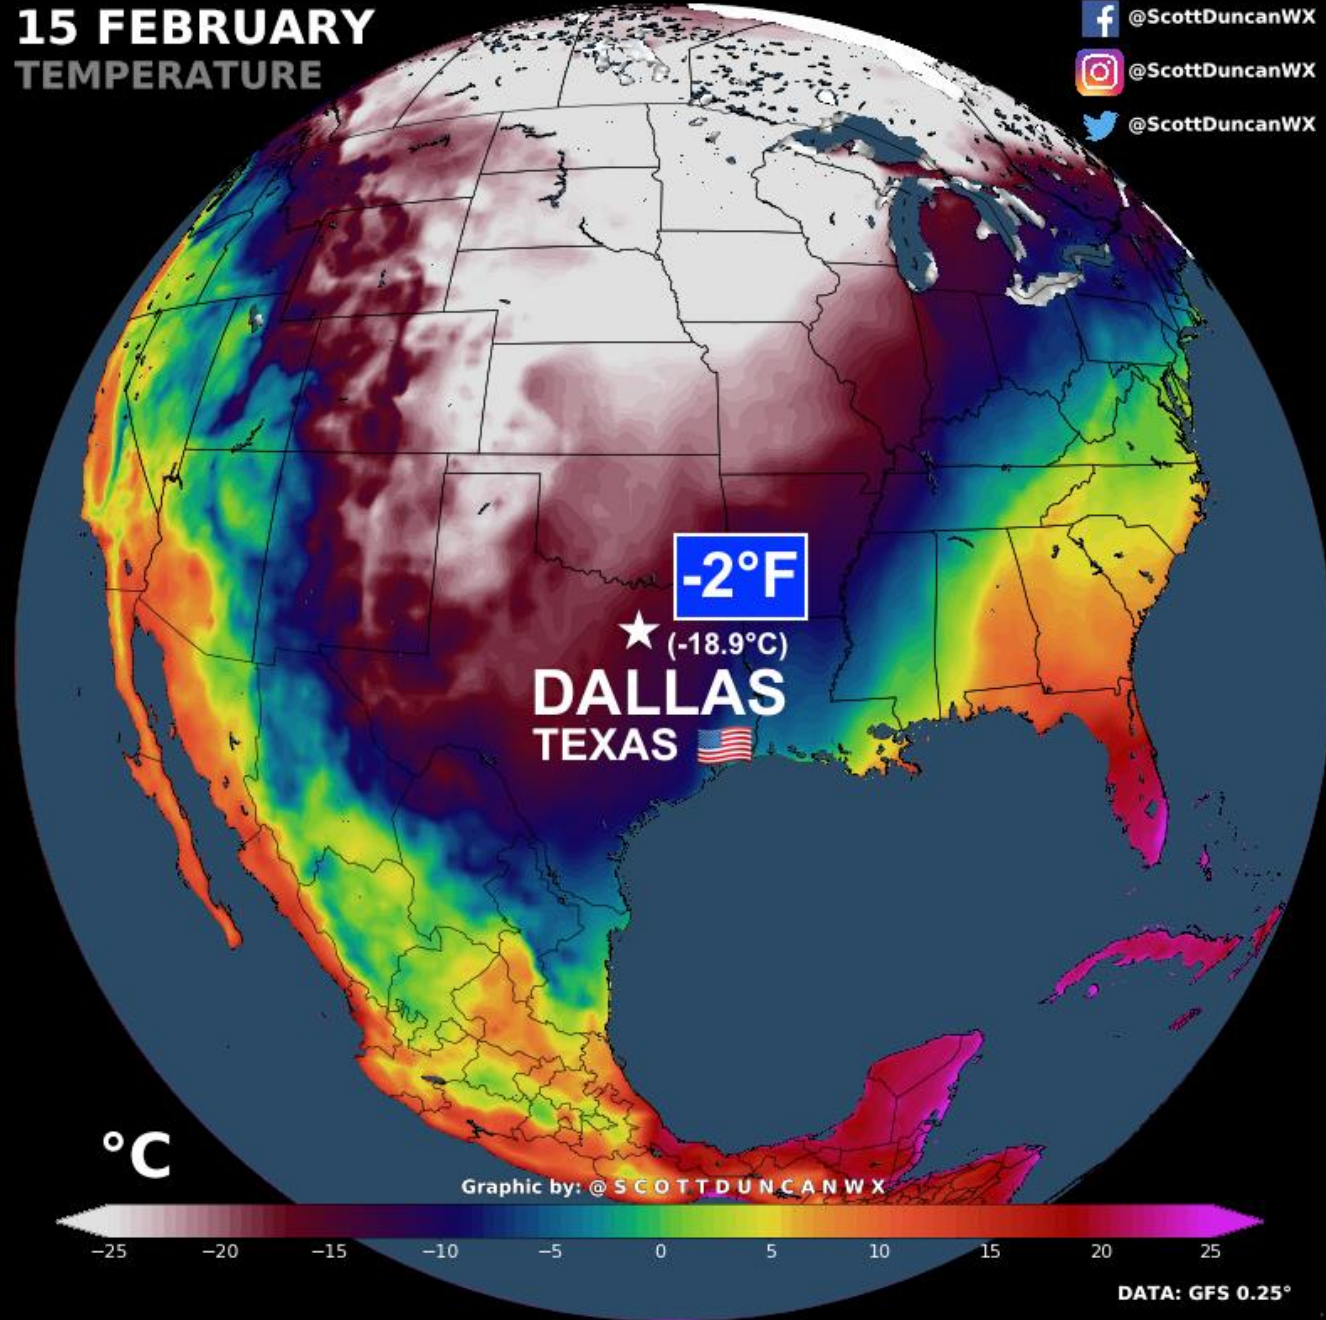 15 FEBRUARY
TEMPERATURE
@ScottDuncanWX
@ScottDuncanWX
@ScottDuncanWX
-2°F
(-18.9°C)
DALLAS
TEXAS
°C
Graphic by: @SCOTTDUNCANWX
−25 −20 −15 −10 −5 0 5 10 15 20 25
DATA: GFS 0.25°